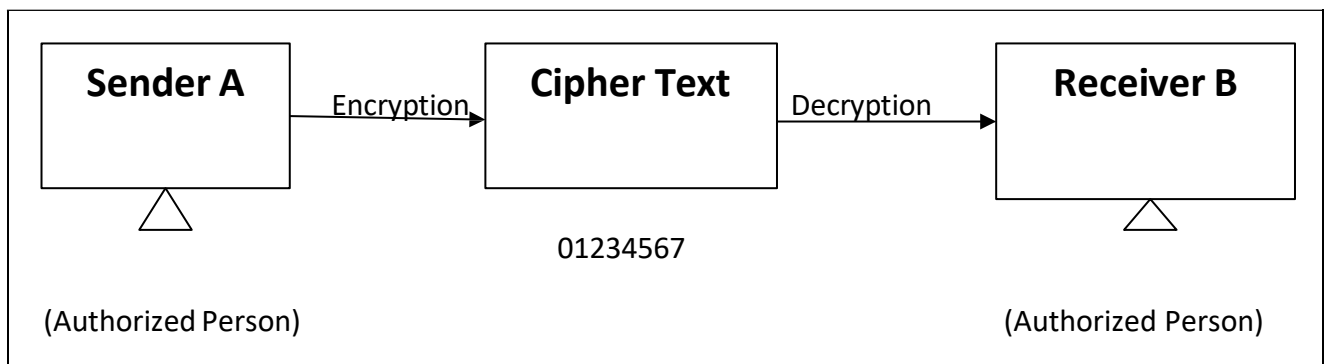 Sender A
Encryption
Cipher Text
Decryption
Receiver B
01234567
(Authorized Person)
(Authorized Person)